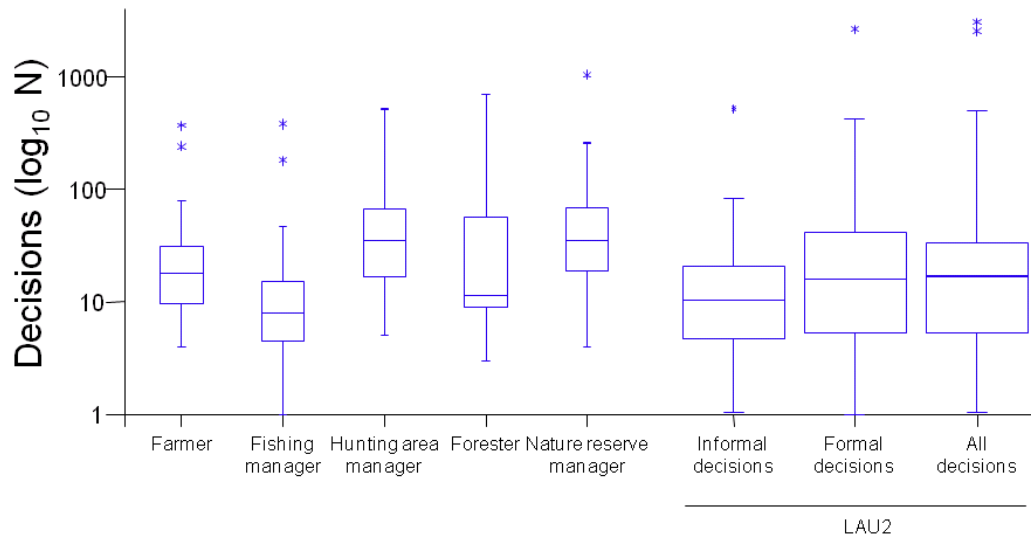 Decisions (log10 N)
1000
100
10
1
Farmer
Fishing
manager
Hunting area
manager
Forester
Nature reserve
manager
Informal
decisions
Formal
decisions
All
decisions
LAU2